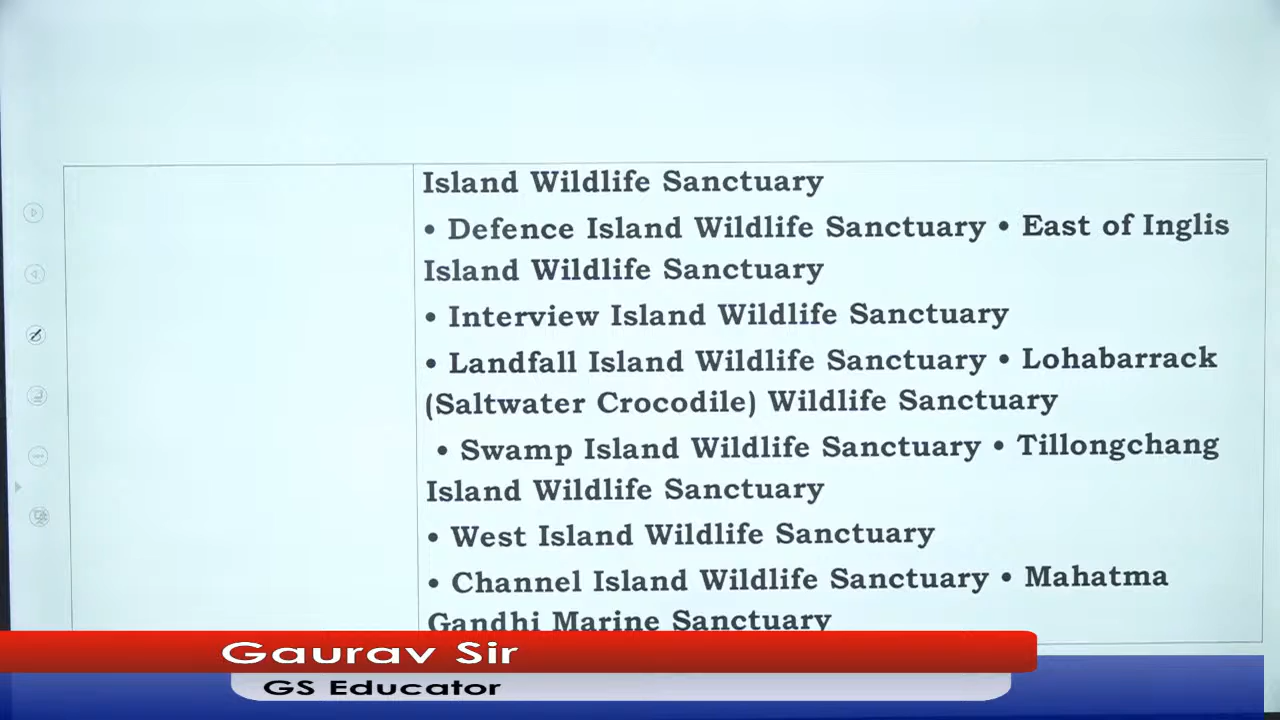 Island Wildlife Sanctuary
• Defence Island Wildlife Sanctuary • East of Inglis
Island Wildlife Sanctuary
• Interview Island Wildlife Sanctuary
• Landfall Island Wildlife Sanctuary • Lohabarrack
(Saltwater Crocodile) Wildlife Sanctuary
• Swamp Island Wildlife Sanctuary • Tillongchang
Island Wildlife Sanctuary
• West Island Wildlife Sanctuary
• Channel Island Wildlife Sanctuary • Mahatma
Gandhi Marine Sanctuary
Gaurav Sir
GS Educator